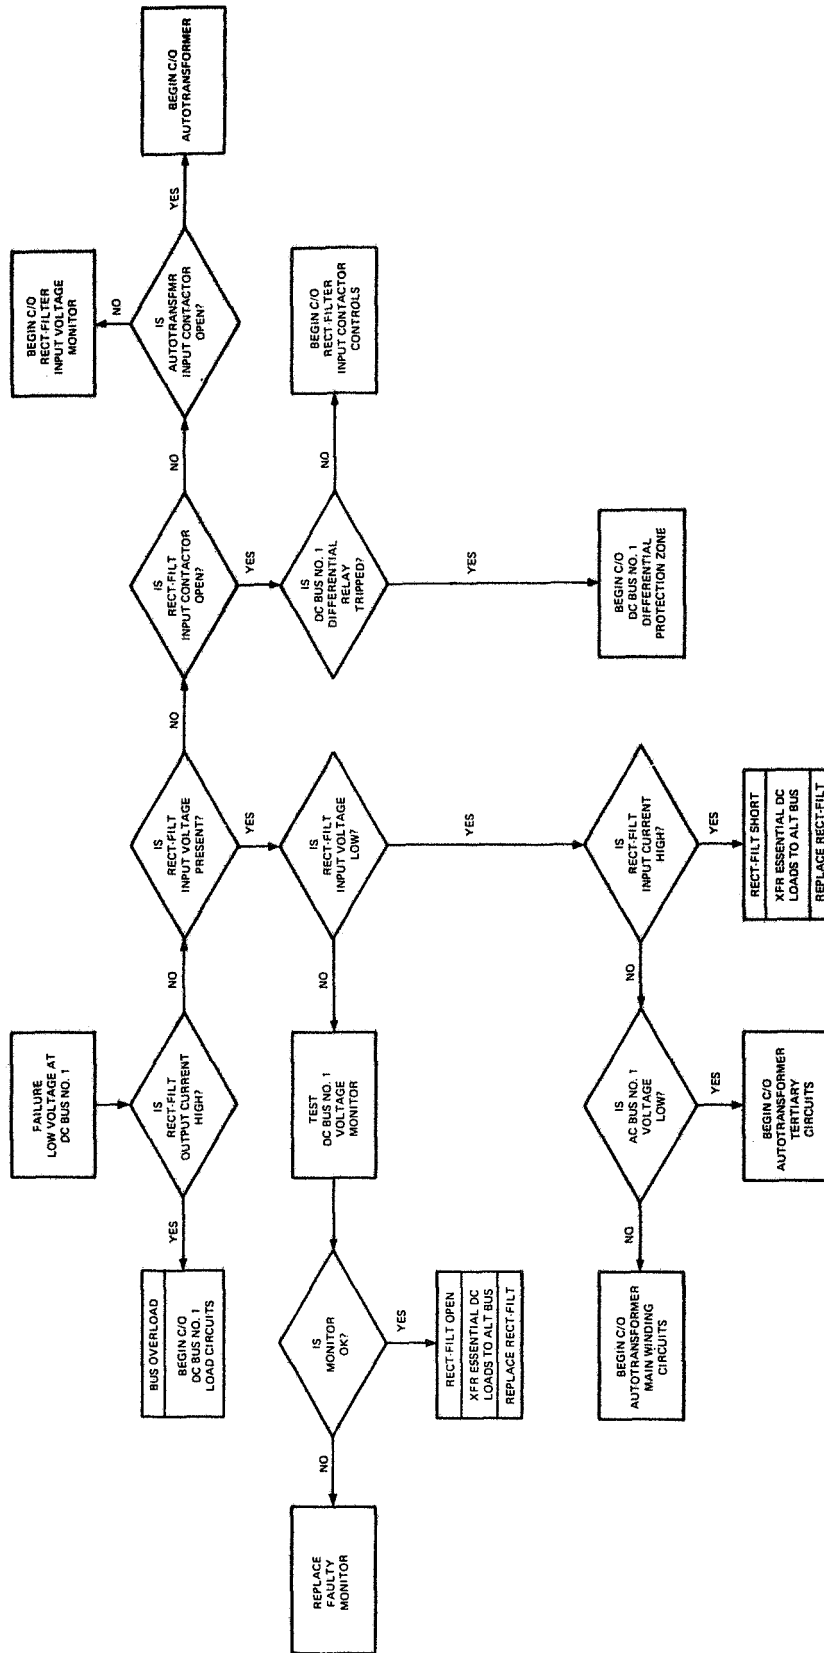 FAILURE
LOW VOLTAGE AT
DC BUS NO. 1
IS
RECT-FILT
OUTPUT CURRENT
HIGH?
YES
BUS OVERLOAD
BEGIN C/O
DC BUS NO. 1
LOAD CIRCUITS
NO
IS
RECT-FILT
INPUT VOLTAGE
PRESENT?
NO
IS
RECT-FILT
INPUT CONTACTOR
OPEN?
NO
IS
AUTOTRANSFMR
INPUT CONTACTOR
OPEN?
NO
BEGIN C/O
RECT-FILTER
INPUT VOLTAGE
MONITOR
YES
BEGIN C/O
AUTOTRANSFORMER
YES
IS
DC BUS NO. 1
DIFFERENTIAL
RELAY
TRIPPED?
NO
BEGIN C/O
RECT-FILTER
INPUT CONTACTOR
CONTROLS
YES
BEGIN C/O
DC BUS NO. 1
DIFFERENTIAL
PROTECTION ZONE
YES
IS
RECT-FILT
INPUT VOLTAGE
LOW?
NO
TEST
DC BUS NO. 1
VOLTAGE
MONITOR
IS
MONITOR
OK?
NO
REPLACE
FAULTY
MONITOR
YES
RECT-FILT OPEN
XFR ESSENTIAL DC
LOADS TO ALT BUS
REPLACE RECT-FILT
YES
IS
RECT-FILT
INPUT CURRENT
HIGH?
YES
RECT-FILT SHORT
XFR ESSENTIAL DC
LOADS TO ALT BUS
REPLACE RECT-FILT
NO
IS
AC BUS NO. 1
VOLTAGE
LOW?
YES
BEGIN C/O
AUTOTRANSFORMER
TERTIARY
CIRCUITS
NO
BEGIN C/O
AUTOTRANSFORMER
MAIN WINDING
CIRCUITS